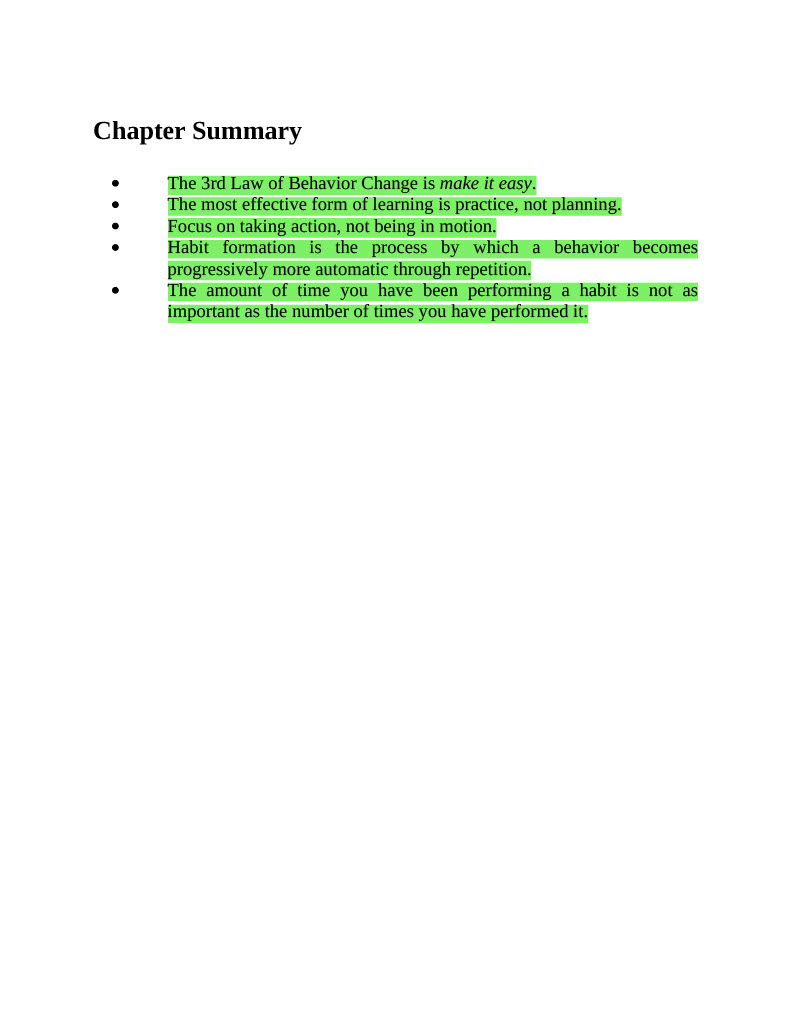 Chapter Summary
• The 3rd Law of Behavior Change is make it easy.
• The most effective form of learning is practice, not planning.
• Focus on taking action, not being in motion.
• Habit formation is the process by which a behavior becomes
progressively more automatic through repetition.
• The amount of time you have been performing a habit is not as
important as the number of times you have performed it.